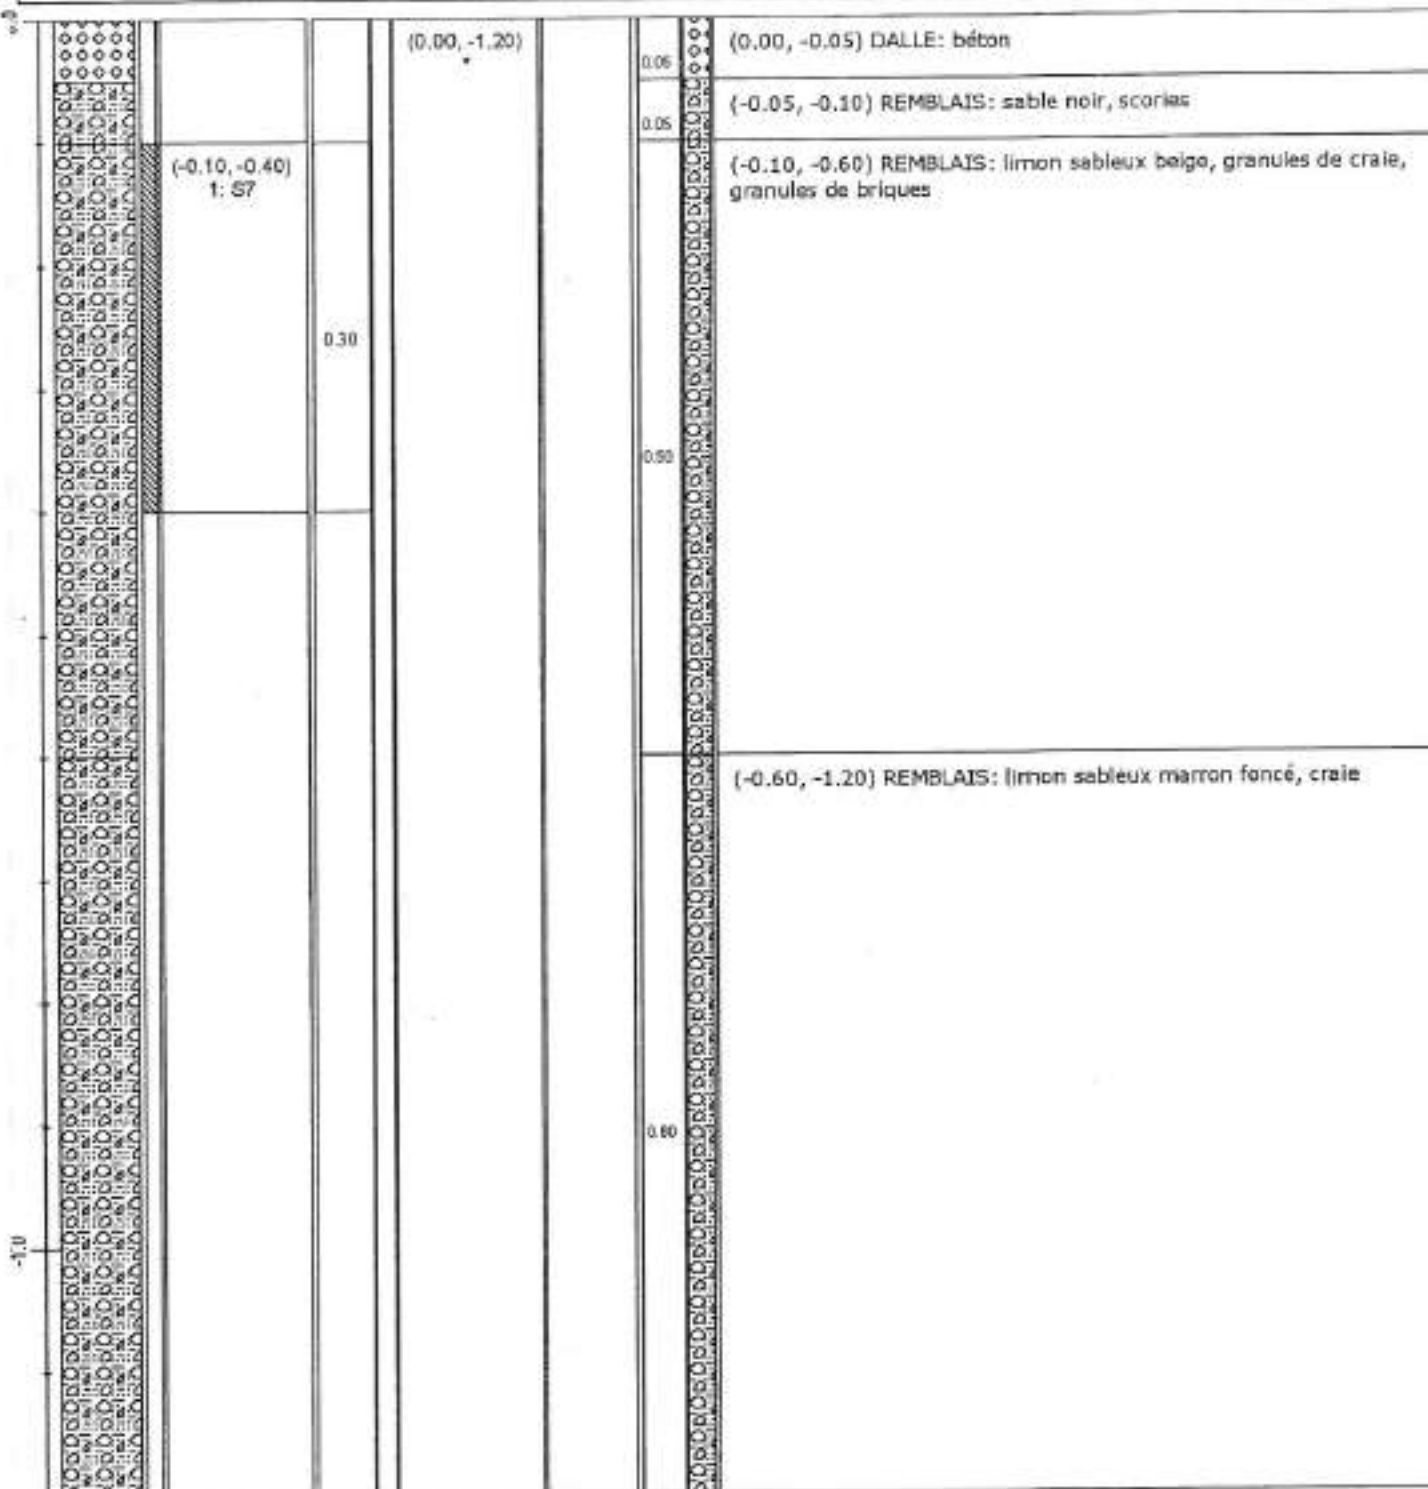 0.0
(0.00, -1.20)
*
0.05
(0.00, -0.05) DALLE: béton
0.05
(-0.05, -0.10) REMBLAIS: sable noir, scories
(-0.10, -0.40)
1: S7
(-0.10, -0.60) REMBLAIS: limon sableux beige, granules de craie,
granules de briques
0.30
0.50
(-0.60, -1.20) REMBLAIS: limon sableux marron foncé, craie
0.60
-1.0